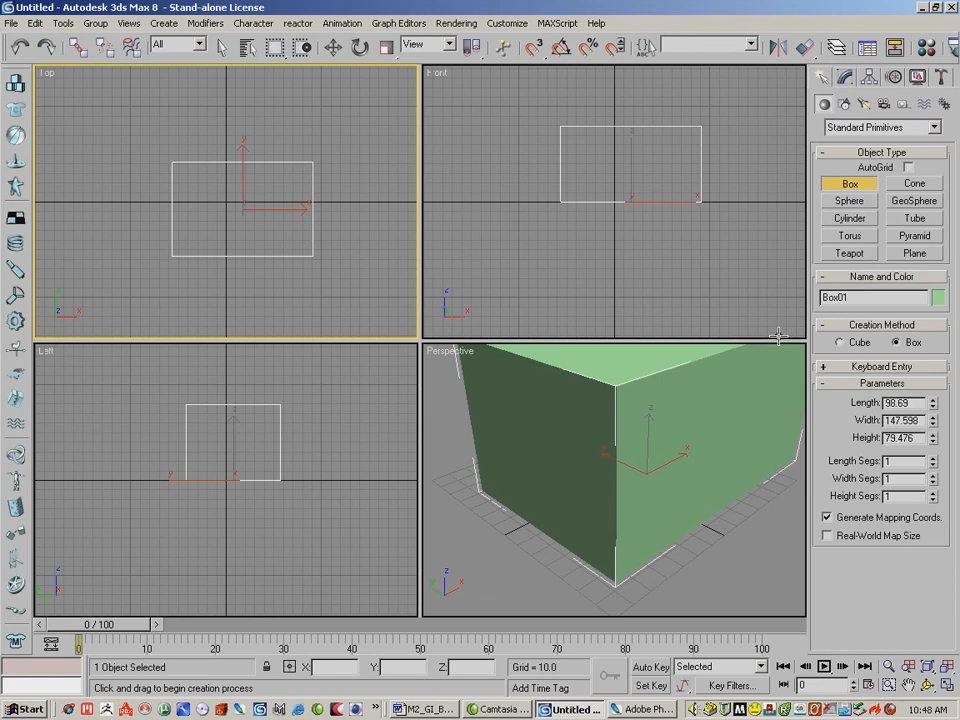 Untitled - Autodesk 3ds Max 8 - Stand-alone License
File Edit Tools Group Views Create Modifiers Character reactor Animation Graph Editors Rendering Customize MAXScript Help
All
View
3
ABC
Top
Front
Standard Primitives
- Object Type
AutoGrid
Box Cone
Sphere GeoSphere
Cylinder Tube
Torus Pyramid
Teapot Plane
- Name and Color
Box01
- Creation Method
Cube Box
+ Keyboard Entry
- Parameters
Length: 98.69
Width: 147.598
Height: 79.476
Length Segs: 1
Width Segs: 1
Height Segs: 1
Generate Mapping Coords.
Real-World Map Size
y
z x
z
y x
z
x
Left
Perspective
z
y x
z
x
z
x
z
x
< 0 / 100 >
0 10 20 30 40 50 60 70 80 90 100
1 Object Selected X: Y: Z: Grid = 10.0 Auto Key Selected
Click and drag to begin creation process Add Time Tag Set Key Key Filters... 0
Start M2_GI_B... Camtasia ... Untitled ... Adobe Ph... 10:48 AM